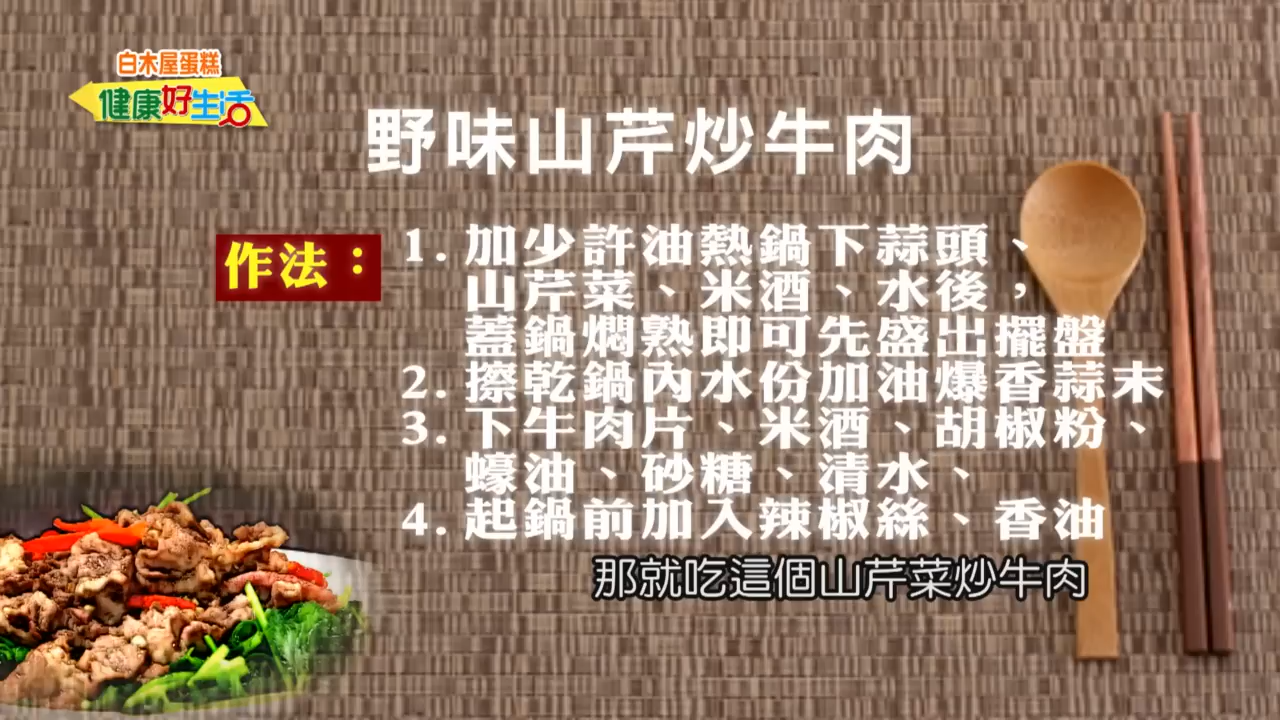 白木屋蛋糕
健康好生活
野味山芹炒牛肉
作法：
1. 加少許油熱鍋下蒜頭、
山芹菜、米酒、水後，
蓋鍋燜熟即可先盛出擺盤
2. 擦乾鍋內水份加油爆香蒜末
3. 下牛肉片、米酒、胡椒粉、
蠔油、砂糖、清水、
4. 起鍋前加入辣椒絲、香油
那就吃這個山芹菜炒牛肉